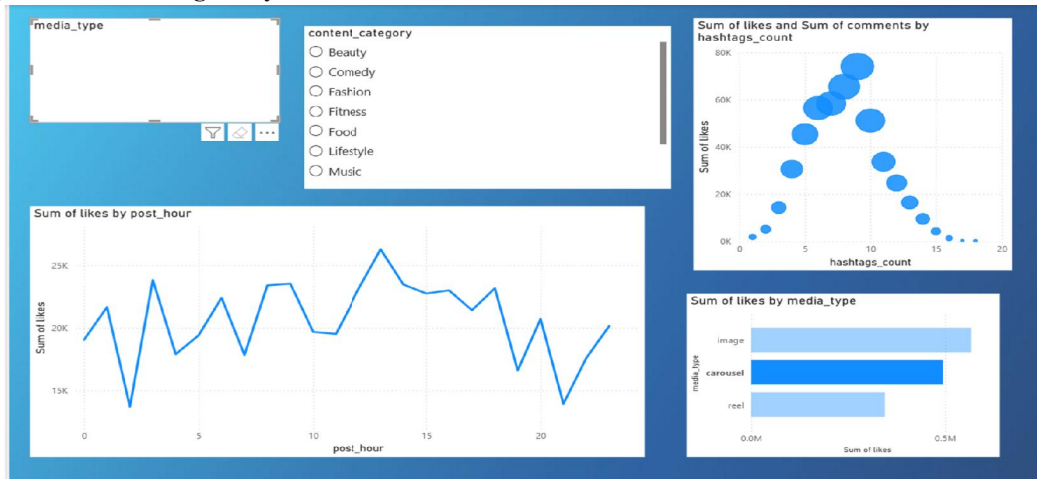 media_type
content_category
Beauty
Comedy
Fashion
Fitness
Food
Lifestyle
Music
Sum of likes and Sum of comments by
hashtags_count
80K
60K
40K
20K
0K
Sum of likes
0 5 10 15 20
hashtags_count
Sum of likes by post_hour
25K
20K
15K
Sum of likes
0 5 10 15 20
post_hour
Sum of likes by media_type
media_type
image
carousel
reel
0.0M 0.5M
Sum of likes